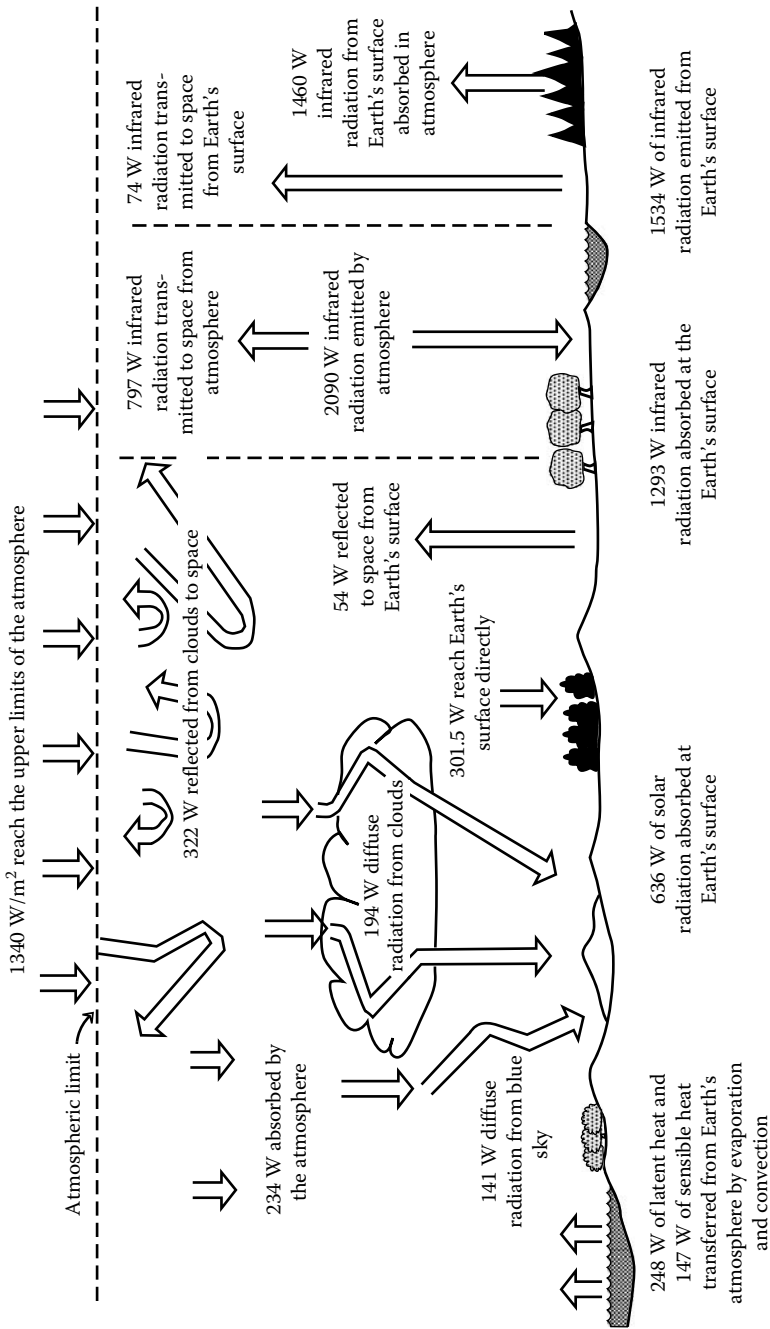 1340 W/m² reach the upper limits of the atmosphere
Atmospheric limit
322 W reflected from clouds to space
797 W infrared
radiation trans-
mitted to space from
atmosphere
74 W infrared
radiation trans-
mitted to space
from Earth's
surface
234 W absorbed by
the atmosphere
194 W diffuse
radiation from clouds
54 W reflected
to space from
Earth's surface
2090 W infrared
radiation emitted by
atmosphere
1460 W
infrared
radiation from
Earth's surface
absorbed in
atmosphere
141 W diffuse
radiation from blue
sky
301.5 W reach Earth's
surface directly
248 W of latent heat and
147 W of sensible heat
transferred from Earth's
atmosphere by evaporation
and convection
636 W of solar
radiation absorbed at
Earth's surface
1293 W infrared
radiation absorbed at the
Earth's surface
1534 W of infrared
radiation emitted from
Earth's surface